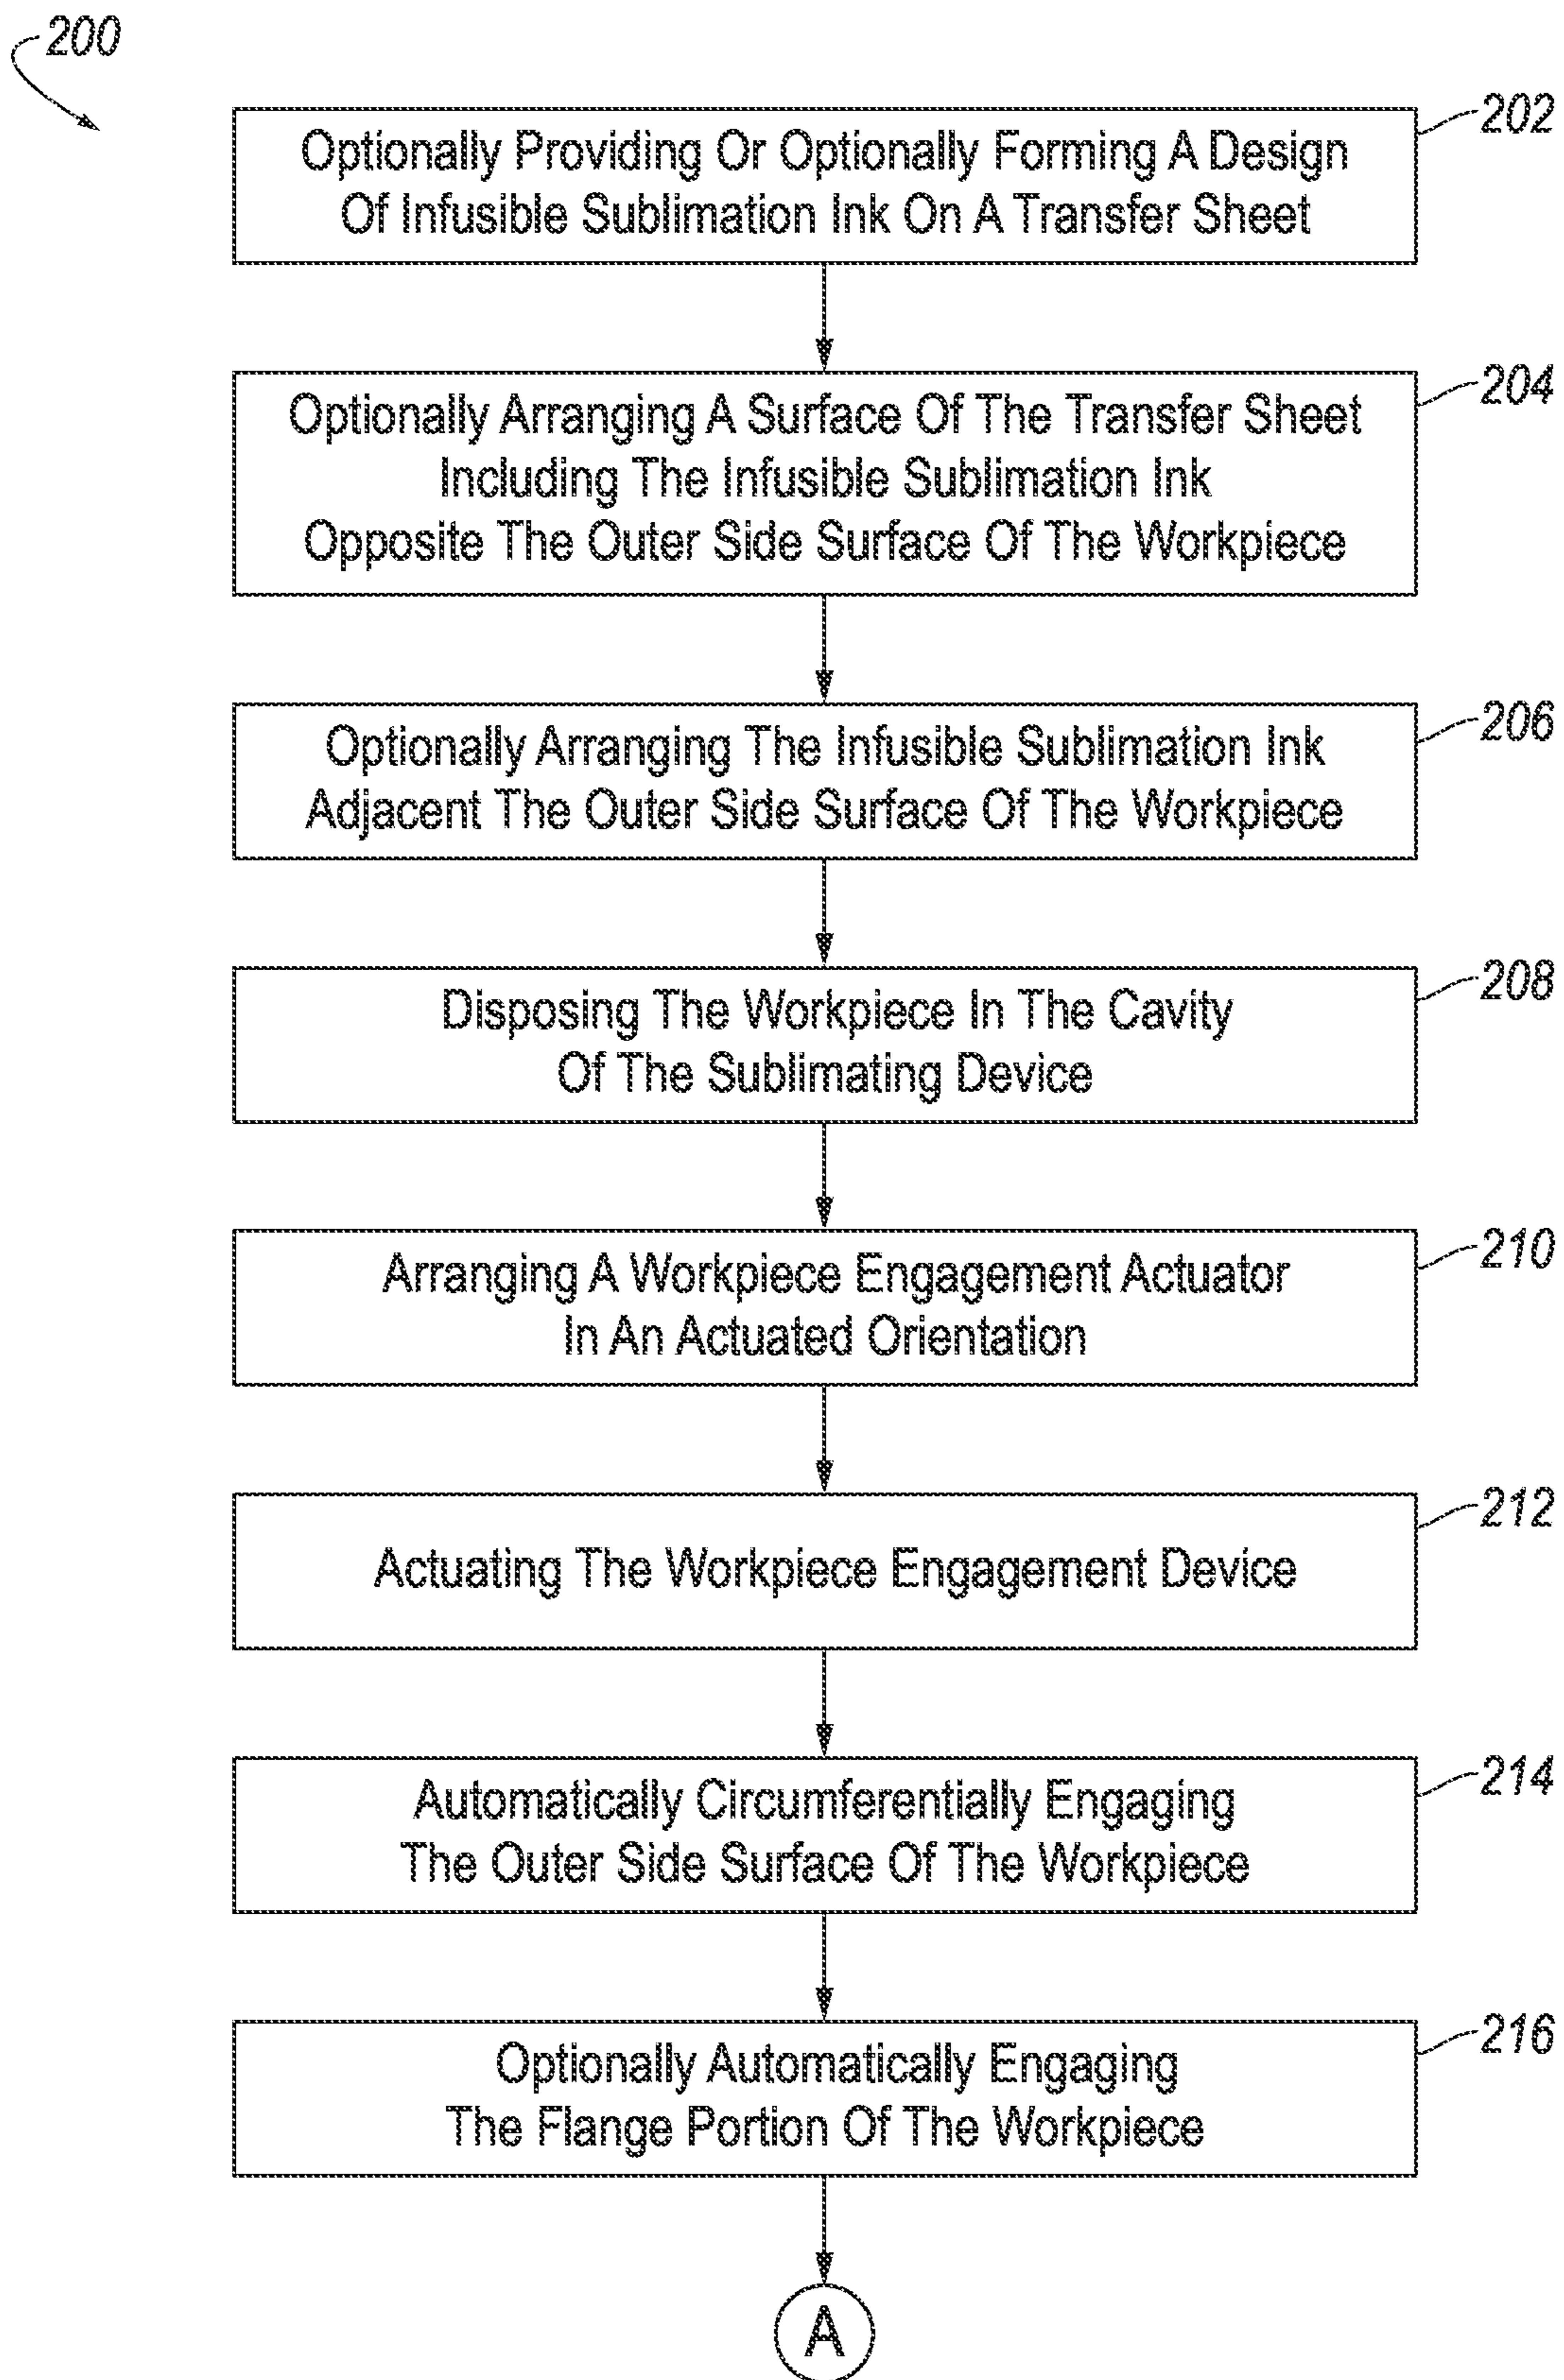 200
202
Optionally Providing Or Optionally Forming A Design
Of Infusible Sublimation Ink On A Transfer Sheet
204
Optionally Arranging A Surface Of The Transfer Sheet
Including The Infusible Sublimation Ink
Opposite The Outer Side Surface Of The Workpiece
206
Optionally Arranging The Infusible Sublimation Ink
Adjacent The Outer Side Surface Of The Workpiece
208
Disposing The Workpiece In The Cavity
Of The Sublimating Device
210
Arranging A Workpiece Engagement Actuator
In An Actuated Orientation
212
Actuating The Workpiece Engagement Device
214
Automatically Circumferentially Engaging
The Outer Side Surface Of The Workpiece
216
Optionally Automatically Engaging
The Flange Portion Of The Workpiece
A